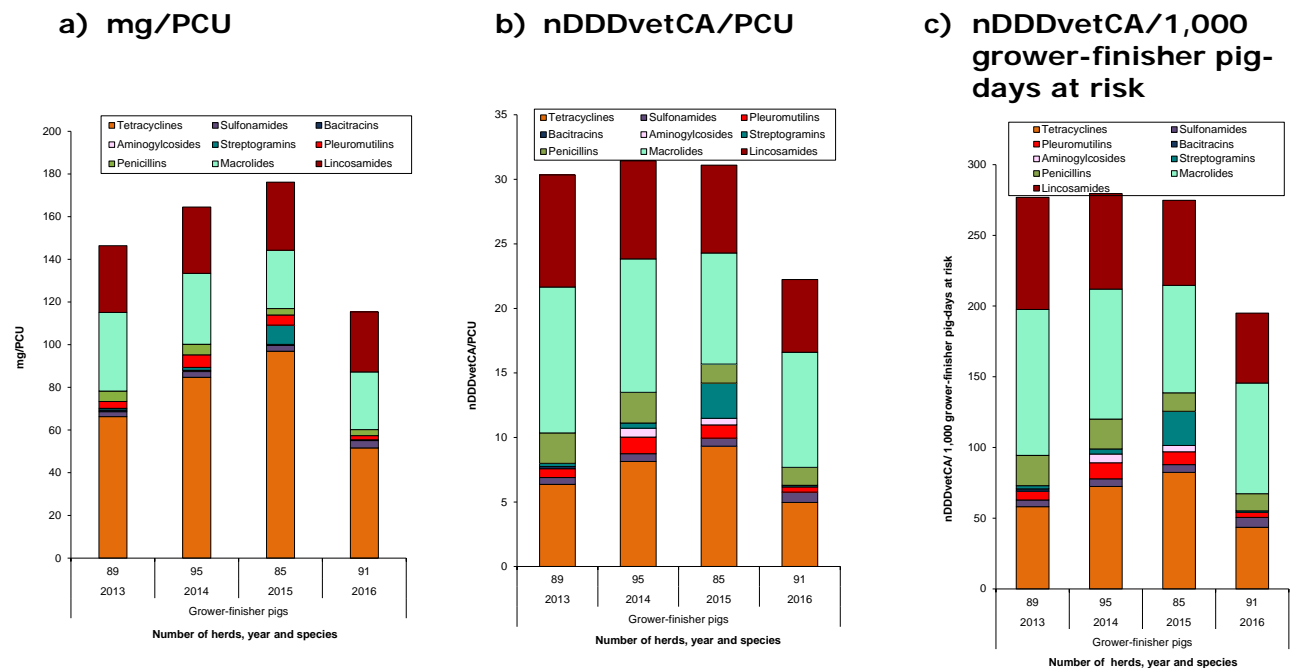 a) mg/PCU
b) nDDDvetCA/PCU
c) nDDDvetCA/1,000
grower-finisher pig-
days at risk
Tetracyclines Sulfonamides Bacitracins
Aminogylcosides Streptogramins Pleuromutilins
Penicillins Macrolides Lincosamides
200
180
160
140
120
100
80
60
40
20
0
mg/PCU
89 95 85 91
2013 2014 2015 2016
Grower-finisher pigs
Number of herds, year and species
Tetracyclines Sulfonamides Pleuromutilins
Bacitracins Aminogylcosides Streptogramins
Penicillins Macrolides Lincosamides
35
30
25
20
15
10
5
0
nDDDvetCA/PCU
89 95 85 91
2013 2014 2015 2016
Grower-finisher pigs
Number of herds, year and species
Tetracyclines Sulfonamides
Pleuromutilins Bacitracins
Aminogylcosides Streptogramins
Penicillins Macrolides
Lincosamides
300
250
200
150
100
50
0
nDDDvetCA/ 1,000 grower-finisher pig-days at risk
89 95 85 91
2013 2014 2015 2016
Grower-finisher pigs
Number of herds, year and species